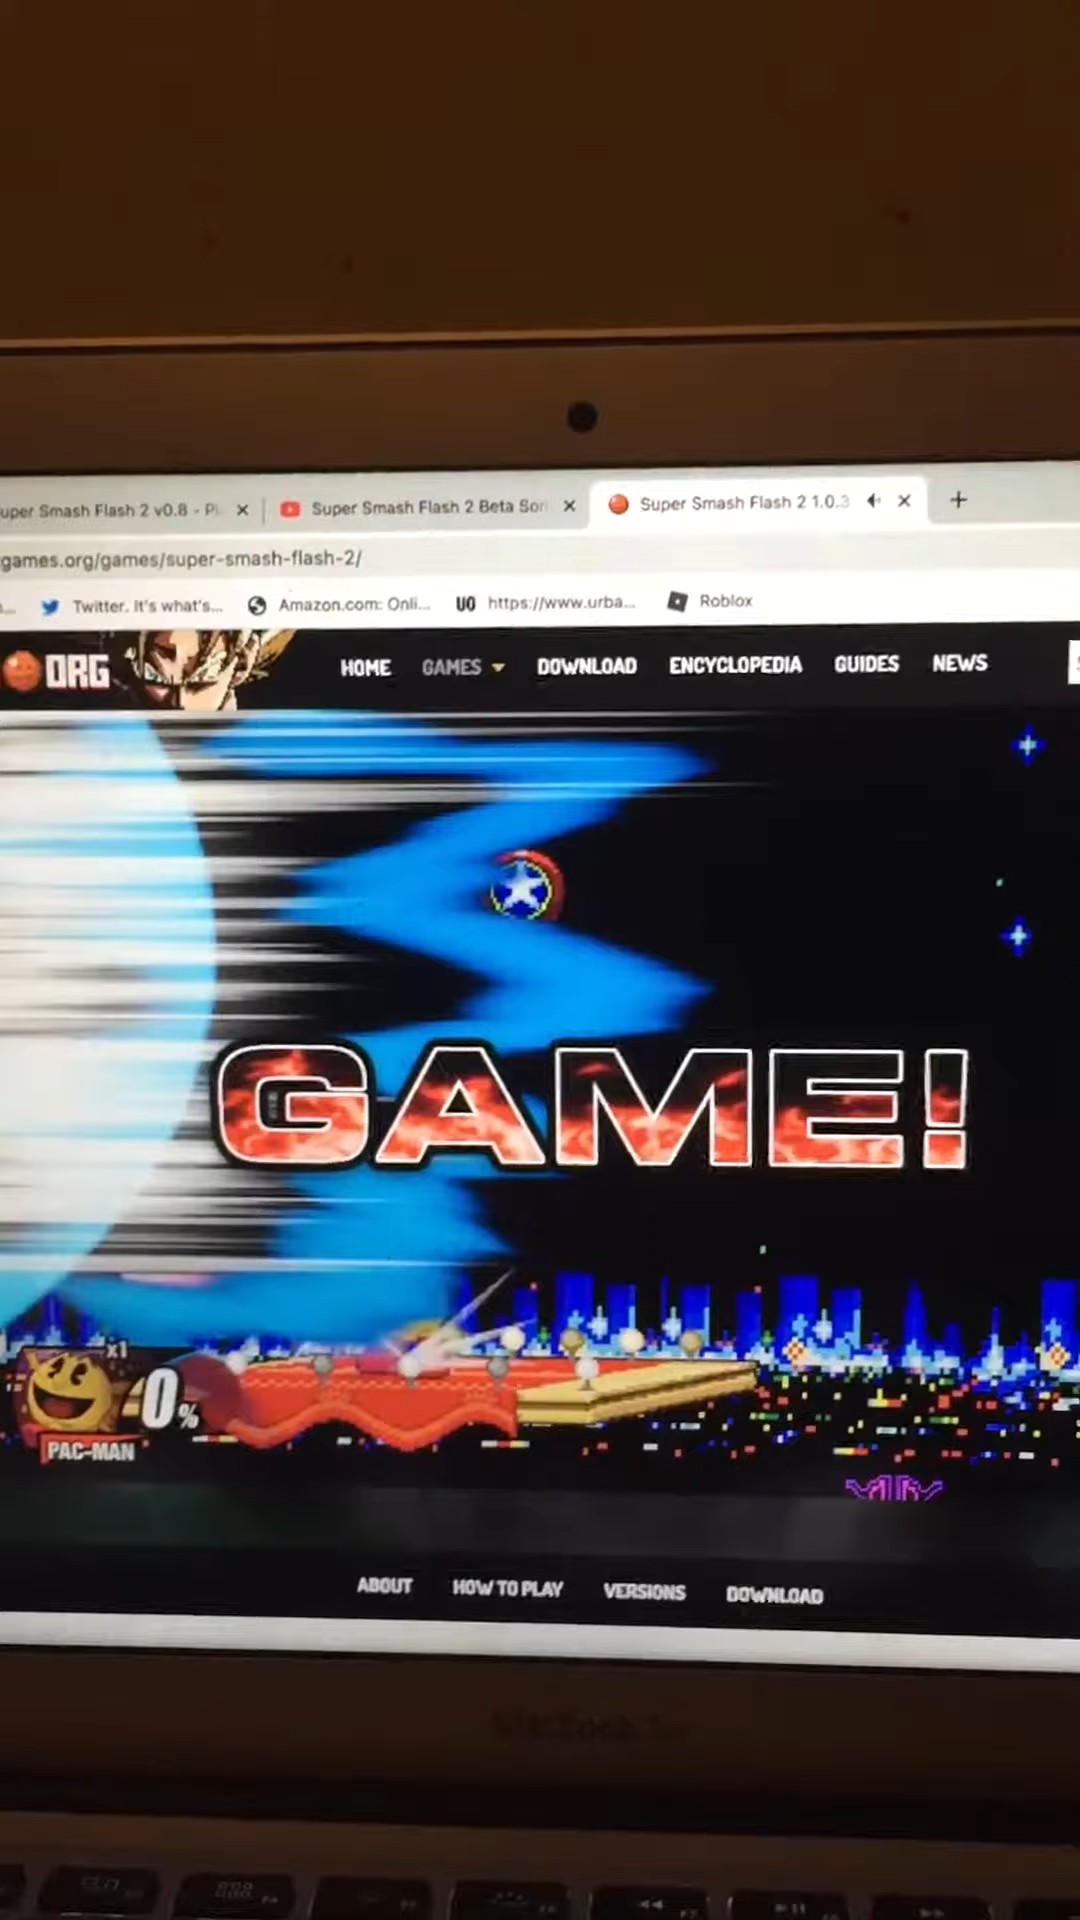 uper Smash Flash 2 v0.8 - Pl
Super Smash Flash 2 Beta Son
Super Smash Flash 2 1.0.3
games.org/games/super-smash-flash-2/
...
Twitter. It's what's...
Amazon.com: Onli...
UO https://www.urba...
Roblox
ORG
HOME
GAMES
DOWNLOAD
ENCYCLOPEDIA
GUIDES
NEWS
GAME!
x1
0%
PAC-MAN
ABOUT
HOW TO PLAY
VERSIONS
DOWNLOAD